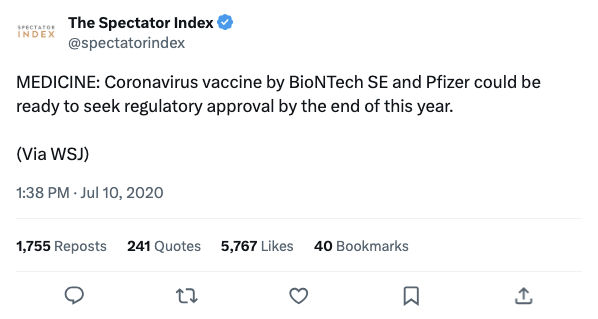 SPECTATOR
INDEX
The Spectator Index
@spectatorindex
MEDICINE: Coronavirus vaccine by BioNTech SE and Pfizer could be
ready to seek regulatory approval by the end of this year.
(Via WSJ)
1:38 PM · Jul 10, 2020
1,755 Reposts 241 Quotes 5,767 Likes 40 Bookmarks